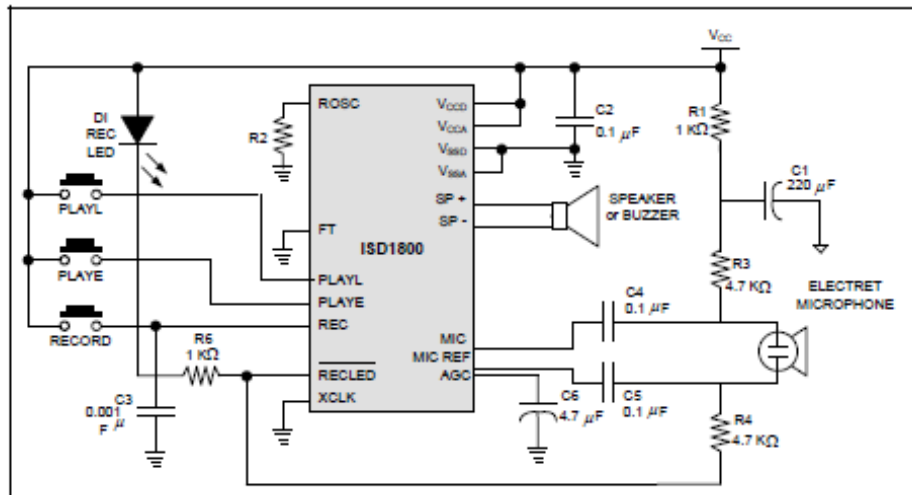 VCC
DI
REC
LED
ROSC
R2
VCCD
VCCA
VSSD
VSSA
C2
0.1 µF
R1
1 KΩ
C1
220 µF
PLAYL
SP +
SP -
SPEAKER
or BUZZER
FT
ISD1800
PLAYE
PLAYL
PLAYE
REC
RECORD
R3
4.7 KΩ
ELECTRET
MICROPHONE
C4
0.1 µF
R6
1 KΩ
MIC
MIC REF
AGC
RECLED
XCLK
C3
0.001
µ
F
C6
4.7 µF
C5
0.1 µF
R4
4.7 KΩ